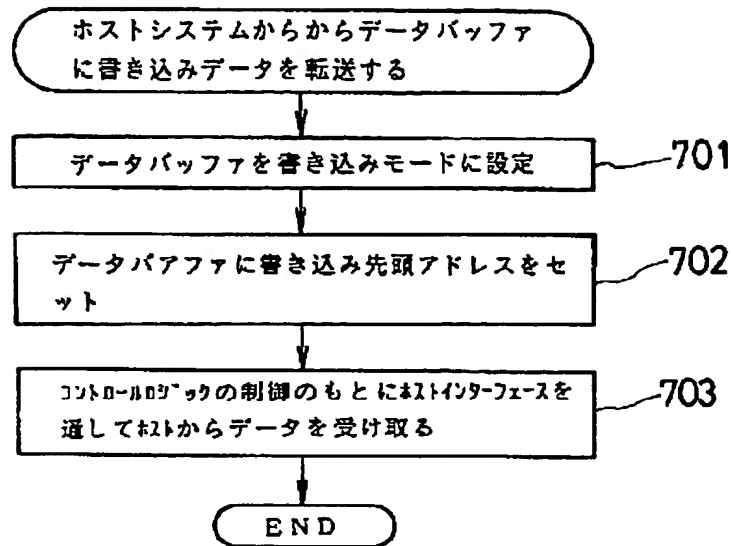 ホストシステムからからデータバッファ
に書き込みデータを転送する
データバッファを書き込みモードに設定
701
データバアファに書き込み先頭アドレスをセ
ット
702
ｺﾝﾄﾛｰﾙﾛｼﾞｯｸの制御のもとにﾎｽﾄｲﾝﾀｰﾌｪｰｽを
通してﾎｽﾄからデータを受け取る
703
END